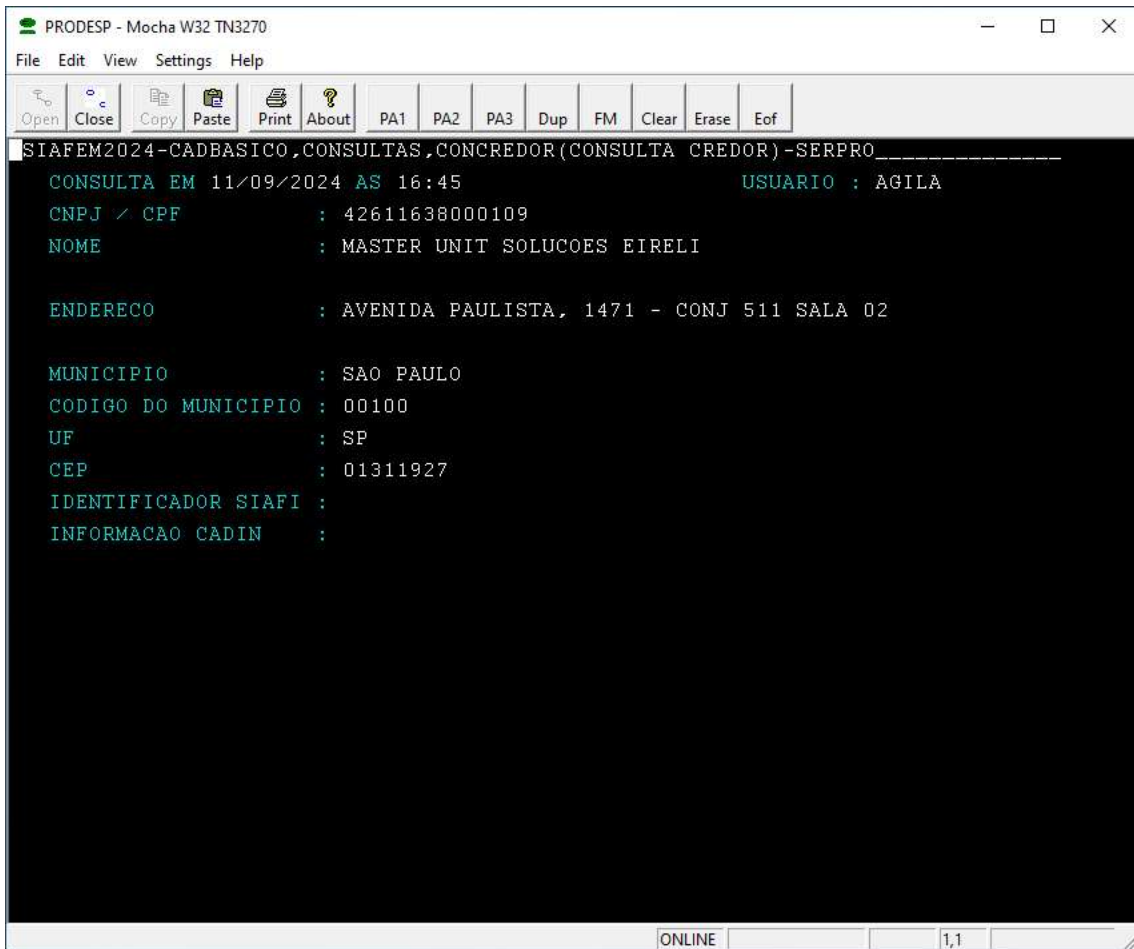 PRODESP - Mocha W32 TN3270
File Edit View Settings Help
Open Close Copy Paste Print About PA1 PA2 PA3 Dup FM Clear Erase Eof
SIAFEM2024-CADBASICO,CONSULTAS,CONCREDOR(CONSULTA CREDOR)-SERPRO______________
CONSULTA EM 11/09/2024 AS 16:45 USUARIO : AGILA
CNPJ / CPF : 42611638000109
NOME : MASTER UNIT SOLUCOES EIRELI
ENDERECO : AVENIDA PAULISTA, 1471 - CONJ 511 SALA 02
MUNICIPIO : SAO PAULO
CODIGO DO MUNICIPIO : 00100
UF : SP
CEP : 01311927
IDENTIFICADOR SIAFI :
INFORMACAO CADIN :
ONLINE 1,1